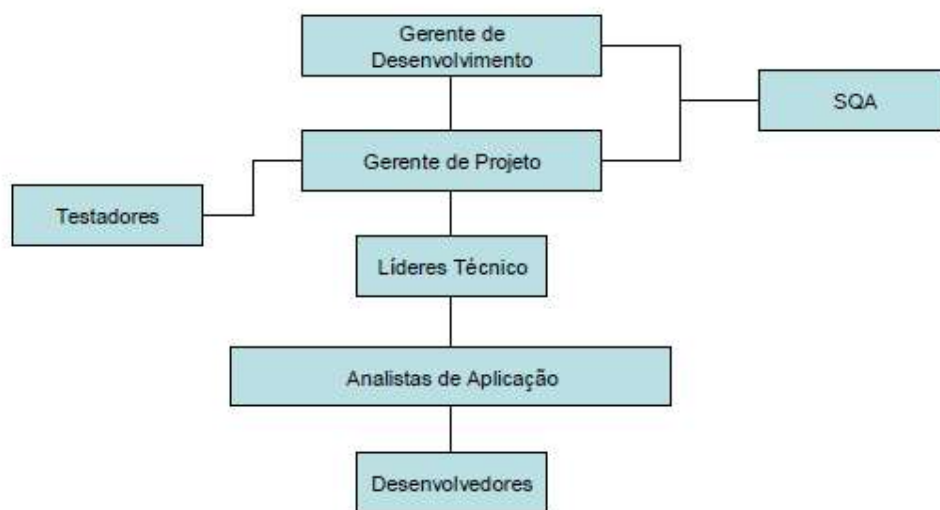 Gerente de
Desenvolvimento
SQA
Gerente de Projeto
Testadores
Líderes Técnico
Analistas de Aplicação
Desenvolvedores